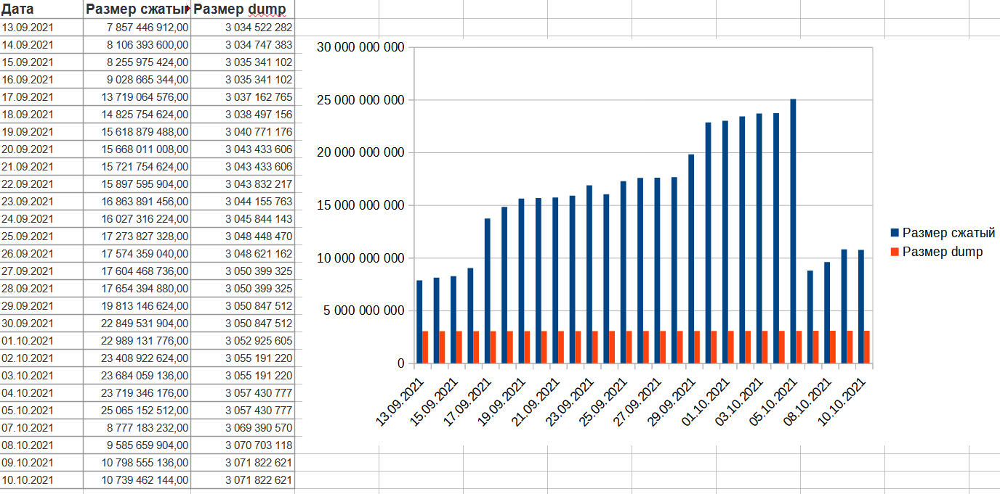 Дата Размер сжаты Размер dump
13.09.2021 7 857 446 912,00 3 034 522 282
14.09.2021 8 106 393 600,00 3 034 747 383
15.09.2021 8 255 975 424,00 3 035 341 102
16.09.2021 9 028 665 344,00 3 035 341 102
17.09.2021 13 719 064 576,00 3 037 162 765
18.09.2021 14 825 754 624,00 3 038 497 156
19.09.2021 15 618 879 488,00 3 040 771 176
20.09.2021 15 668 011 008,00 3 043 433 606
21.09.2021 15 721 754 624,00 3 043 433 606
22.09.2021 15 897 595 904,00 3 043 832 217
23.09.2021 16 863 891 456,00 3 044 155 763
24.09.2021 16 027 316 224,00 3 045 844 143
25.09.2021 17 273 827 328,00 3 048 448 470
26.09.2021 17 574 359 040,00 3 048 621 162
27.09.2021 17 604 468 736,00 3 050 399 325
28.09.2021 17 654 394 880,00 3 050 399 325
29.09.2021 19 813 146 624,00 3 050 847 512
30.09.2021 22 849 531 904,00 3 050 847 512
01.10.2021 22 989 131 776,00 3 052 925 605
02.10.2021 23 408 922 624,00 3 055 191 220
03.10.2021 23 684 059 136,00 3 055 191 220
04.10.2021 23 719 346 176,00 3 057 430 777
05.10.2021 25 065 152 512,00 3 057 430 777
07.10.2021 8 777 183 232,00 3 069 390 570
08.10.2021 9 585 659 904,00 3 070 703 118
09.10.2021 10 798 555 136,00 3 071 822 621
10.10.2021 10 739 462 144,00 3 071 822 621
30 000 000 000
25 000 000 000
20 000 000 000
15 000 000 000
10 000 000 000
5 000 000 000
0
13.09.2021
15.09.2021
17.09.2021
19.09.2021
21.09.2021
23.09.2021
25.09.2021
27.09.2021
29.09.2021
01.10.2021
03.10.2021
05.10.2021
08.10.2021
10.10.2021
Размер сжатый
Размер dump